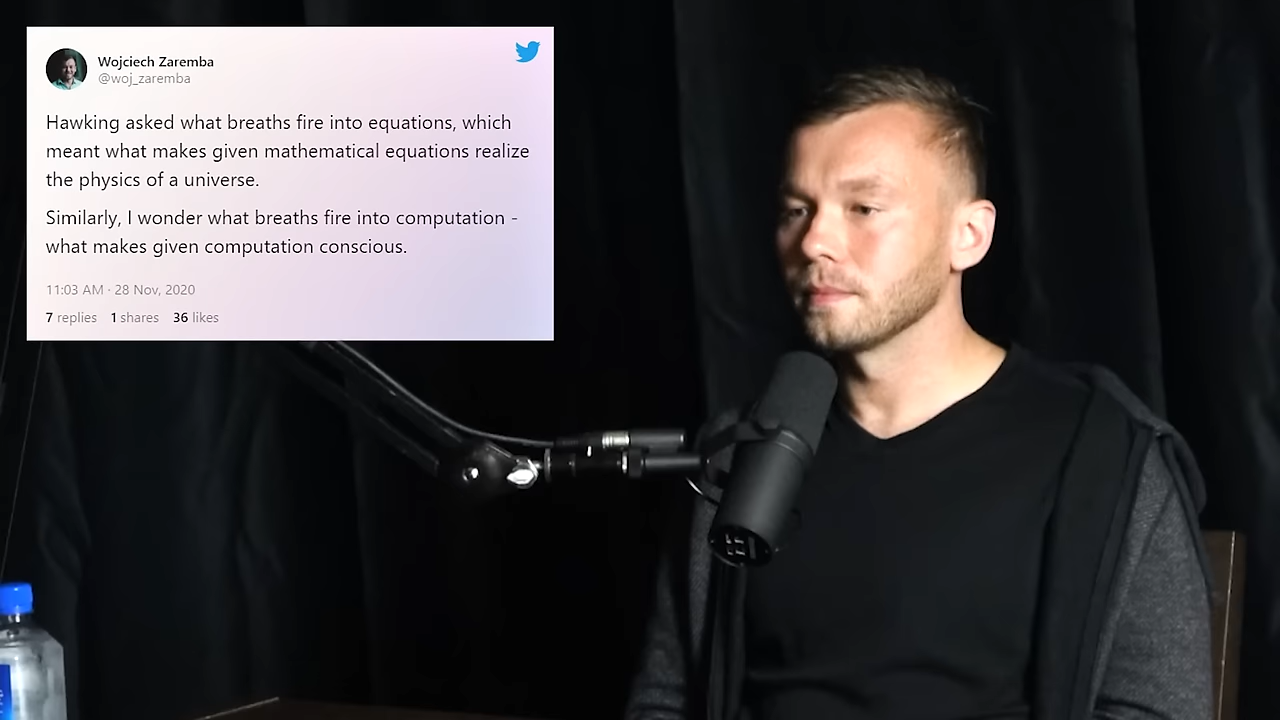 Wojciech Zaremba
@woj_zaremba
Hawking asked what breaths fire into equations, which
meant what makes given mathematical equations realize
the physics of a universe.
Similarly, I wonder what breaths fire into computation -
what makes given computation conscious.
11:03 AM · 28 Nov, 2020
7 replies 1 shares 36 likes